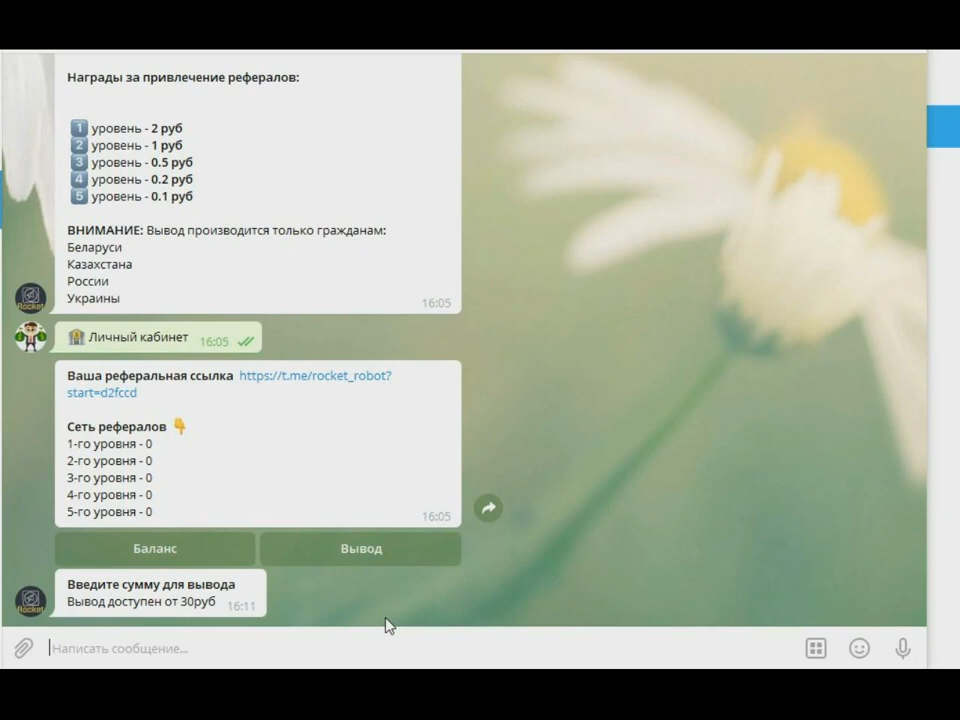 Награды за привлечение рефералов:
1 уровень - 2 руб
2 уровень - 1 руб
3 уровень - 0.5 руб
4 уровень - 0.2 руб
5 уровень - 0.1 руб
ВНИМАНИЕ: Вывод производится только гражданам:
Беларуси
Казахстана
России
Украины
16:05
Rocket
Личный кабинет 16:05
Ваша реферальная ссылка https://t.me/rocket_robot?
start=d2fccd
Сеть рефералов
1-го уровня - 0
2-го уровня - 0
3-го уровня - 0
4-го уровня - 0
5-го уровня - 0
16:05
Баланс Вывод
Введите сумму для вывода
Вывод доступен от 30руб 16:11
Rocket
Написать сообщение...